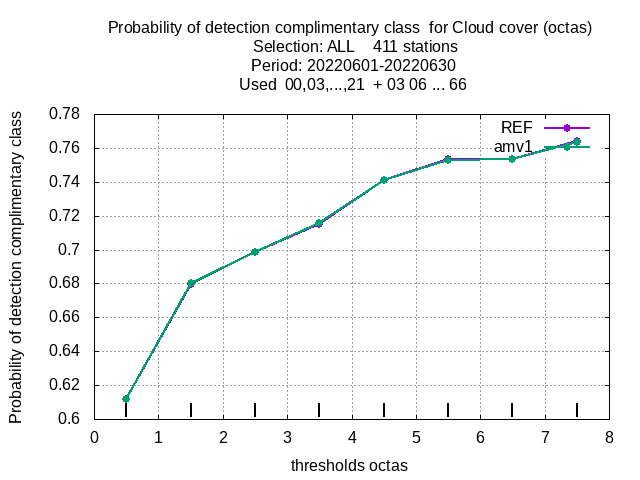 Probability of detection complimentary class  for Cloud cover (octas)
Selection: ALL    411 stations
Period: 20220601-20220630
Used  00,03,...,21  + 03 06 ... 66
Probability of detection complimentary class
0.78
0.76
0.74
0.72
0.7
0.68
0.66
0.64
0.62
0.6
REF
amv1
0 1 2 3 4 5 6 7 8
thresholds octas